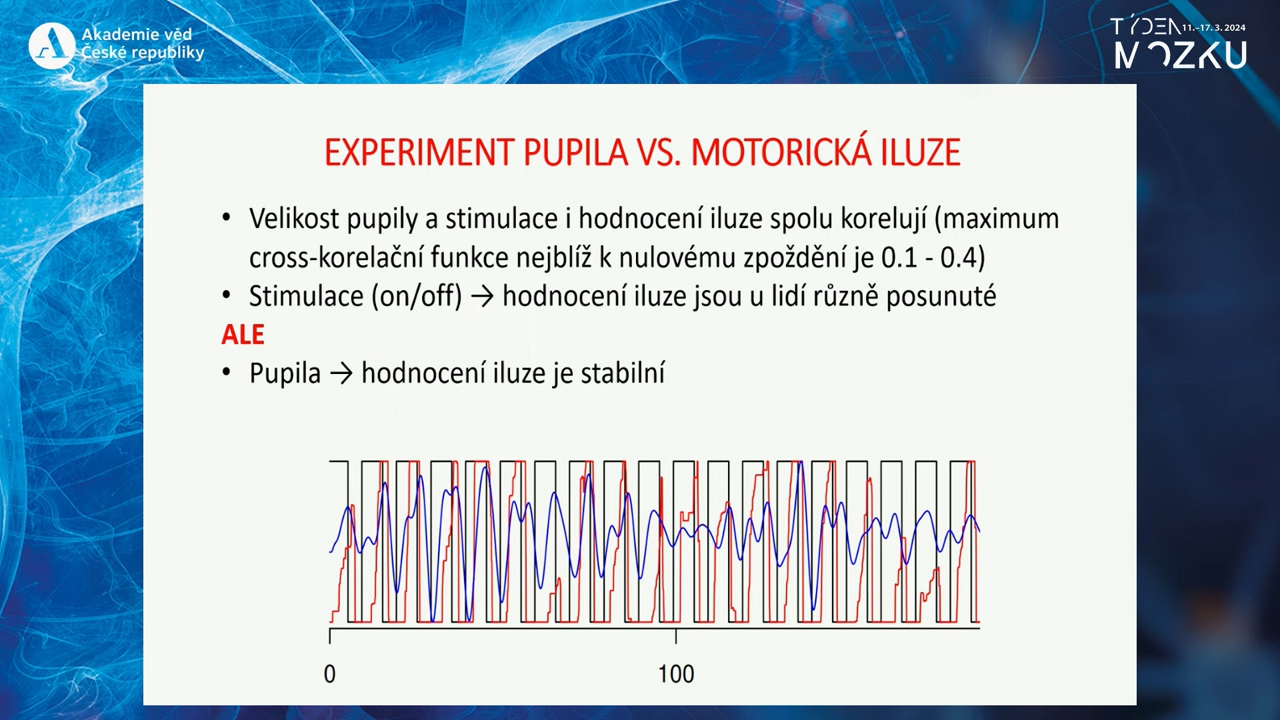 Akademie věd
České republiky
TÝDEN 11.–17. 3. 2024
MOZKU
EXPERIMENT PUPILA VS. MOTORICKÁ ILUZE
• Velikost pupily a stimulace i hodnocení iluze spolu korelují (maximum
cross-korelační funkce nejblíž k nulovému zpoždění je 0.1 - 0.4)
• Stimulace (on/off) → hodnocení iluze jsou u lidí různě posunuté
ALE
• Pupila → hodnocení iluze je stabilní
0 100